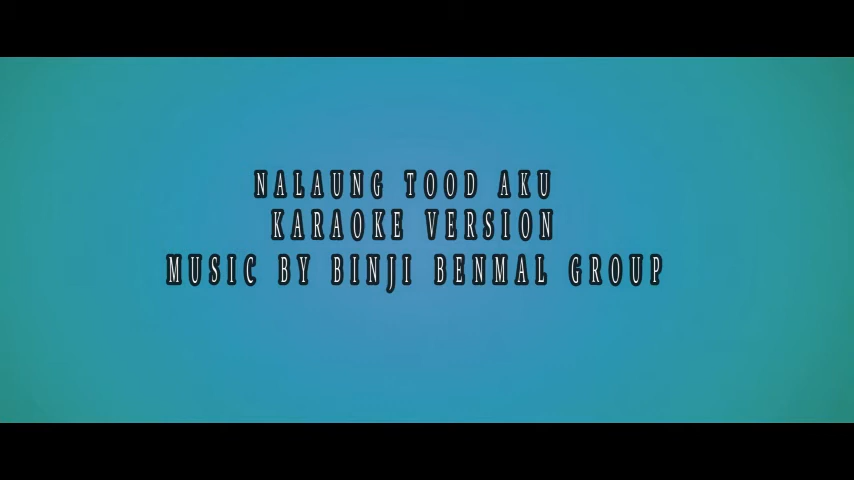 NALAUNG TOOD AKU
KARAOKE VERSION
MUSIC BY BINJI BENMAL GROUP